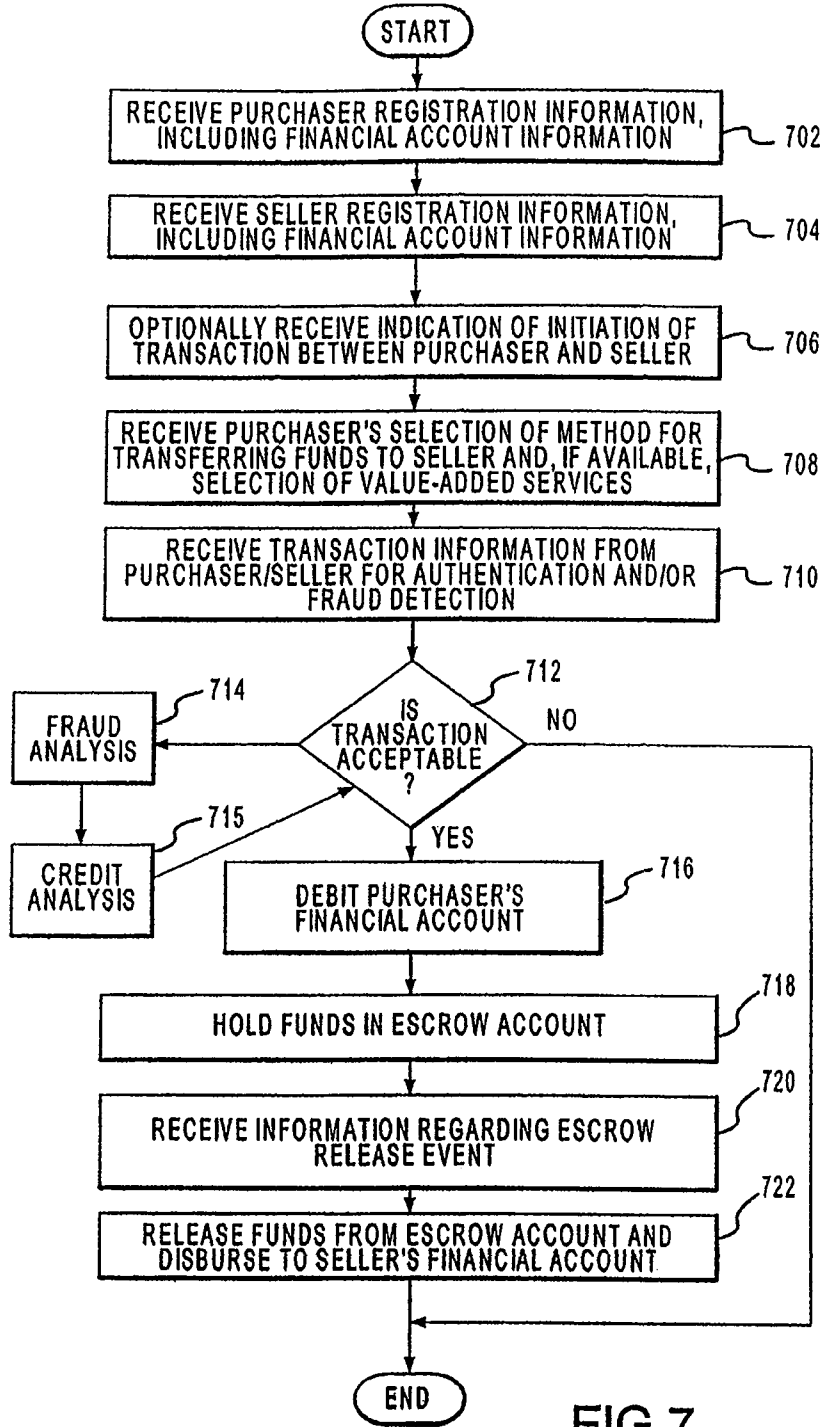 START
RECEIVE PURCHASER REGISTRATION INFORMATION,
INCLUDING FINANCIAL ACCOUNT INFORMATION
702
RECEIVE SELLER REGISTRATION INFORMATION,
INCLUDING FINANCIAL ACCOUNT INFORMATION
704
OPTIONALLY RECEIVE INDICATION OF INITIATION OF
TRANSACTION BETWEEN PURCHASER AND SELLER
706
RECEIVE PURCHASER'S SELECTION OF METHOD FOR
TRANSFERRING FUNDS TO SELLER AND, IF AVAILABLE,
SELECTION OF VALUE-ADDED SERVICES
708
RECEIVE TRANSACTION INFORMATION FROM
PURCHASER/SELLER FOR AUTHENTICATION AND/OR
FRAUD DETECTION
710
712
IS
TRANSACTION
ACCEPTABLE
?
NO
YES
714
FRAUD
ANALYSIS
715
CREDIT
ANALYSIS
716
DEBIT PURCHASER'S
FINANCIAL ACCOUNT
718
HOLD FUNDS IN ESCROW ACCOUNT
720
RECEIVE INFORMATION REGARDING ESCROW
RELEASE EVENT
722
RELEASE FUNDS FROM ESCROW ACCOUNT AND
DISBURSE TO SELLER'S FINANCIAL ACCOUNT
END
FIG 7